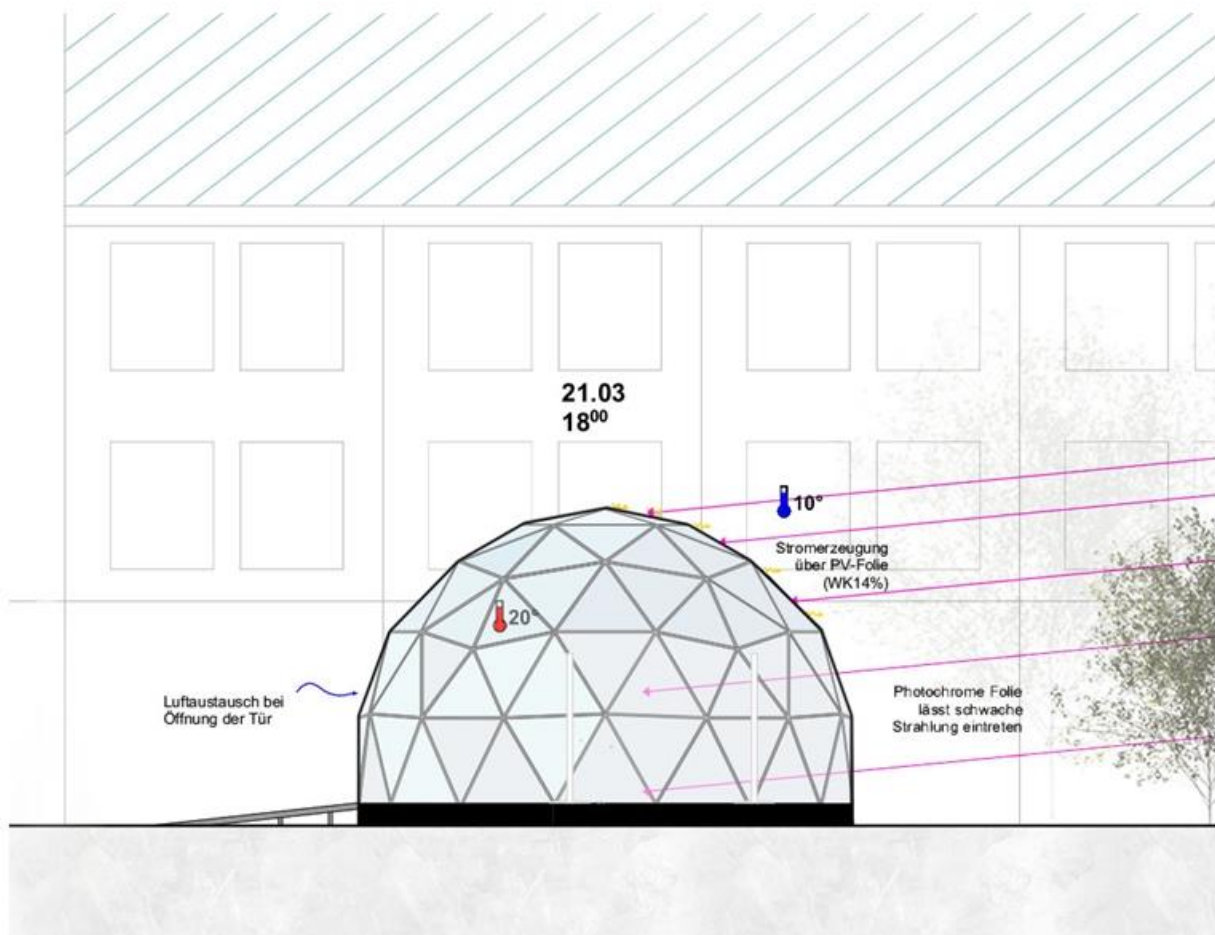 21.03
18⁰⁰
10°
Stromerzeugung
über PV-Folie
(WK14%)
20°
Luftaustausch bei
Öffnung der Tür
Photochrome Folie
lässt schwache
Strahlung eintreten